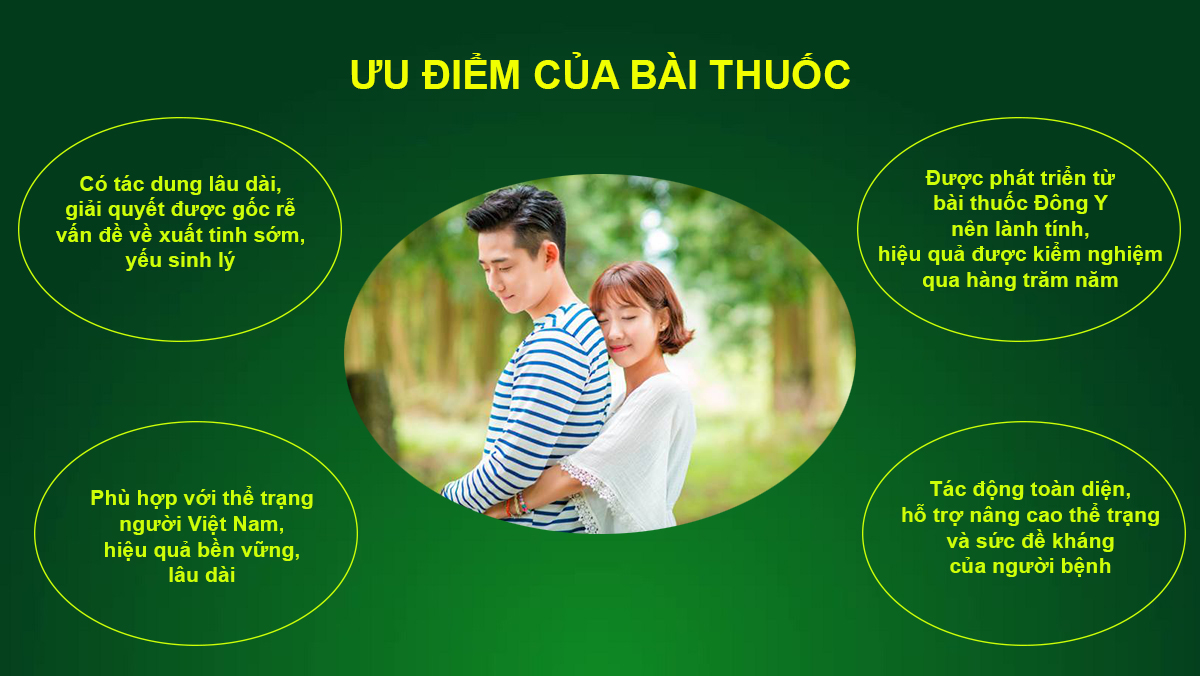 ƯU ĐIỂM CỦA BÀI THUỐC
Có tác dung lâu dài,
giải quyết được gốc rễ
vấn đề về xuất tinh sớm,
yếu sinh lý
Được phát triển từ
bài thuốc Đông Y
nên lành tính,
hiệu quả được kiểm nghiệm
qua hàng trăm năm
Phù hợp với thể trạng
người Việt Nam,
hiệu quả bền vững,
lâu dài
Tác động toàn diện,
hỗ trợ nâng cao thể trạng
và sức đề kháng
của người bệnh